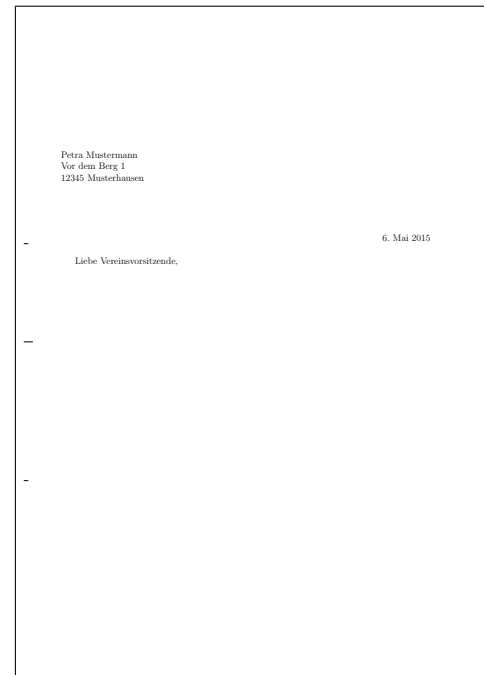 Petra Mustermann
Vor dem Berg 1
12345 Musterhausen
6. Mai 2015
Liebe Vereinsvorsitzende,